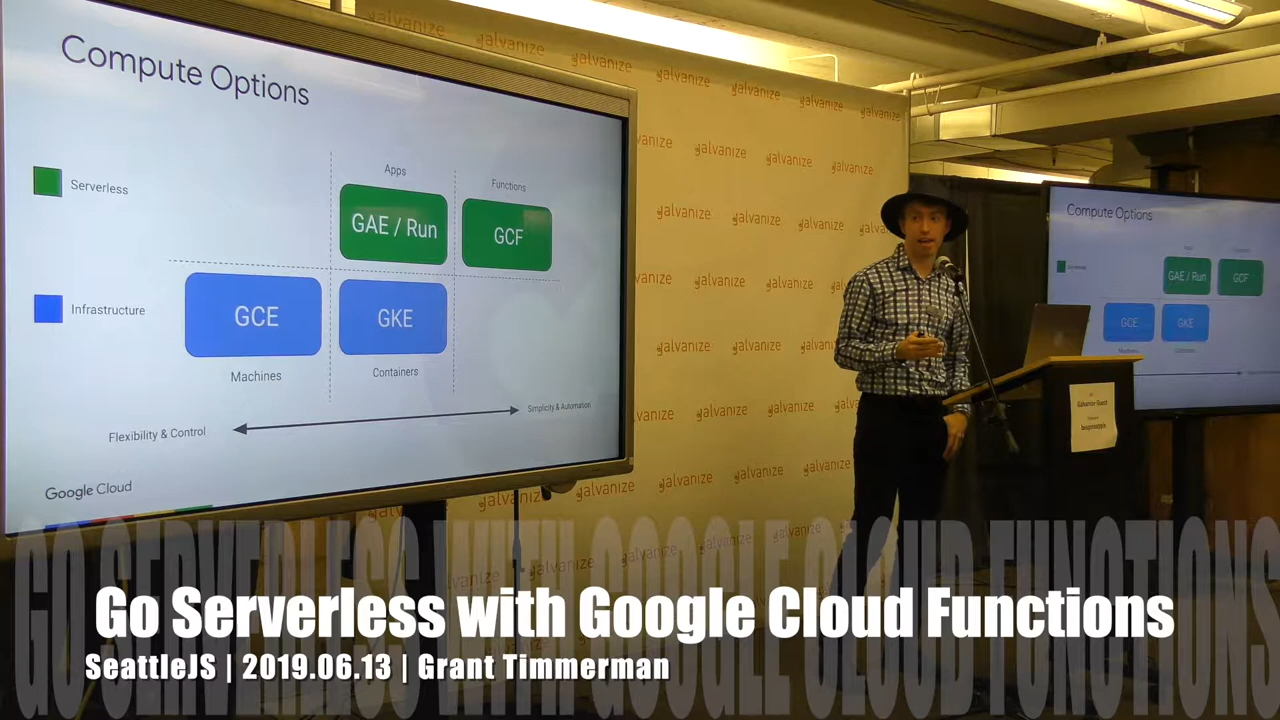 Compute Options
Serverless
Apps
Functions
GAE / Run
GCF
Infrastructure
GCE
GKE
Machines
Containers
Flexibility & Control
Simplicity & Automation
Google Cloud
galvanize
Compute Options
GAE / Run
GCF
GCE
GKE
Galvanize Guest
GO SERVERLESS WITH GOOGLE CLOUD FUNCTIONS
Go Serverless with Google Cloud Functions
SeattleJS | 2019.06.13 | Grant Timmerman